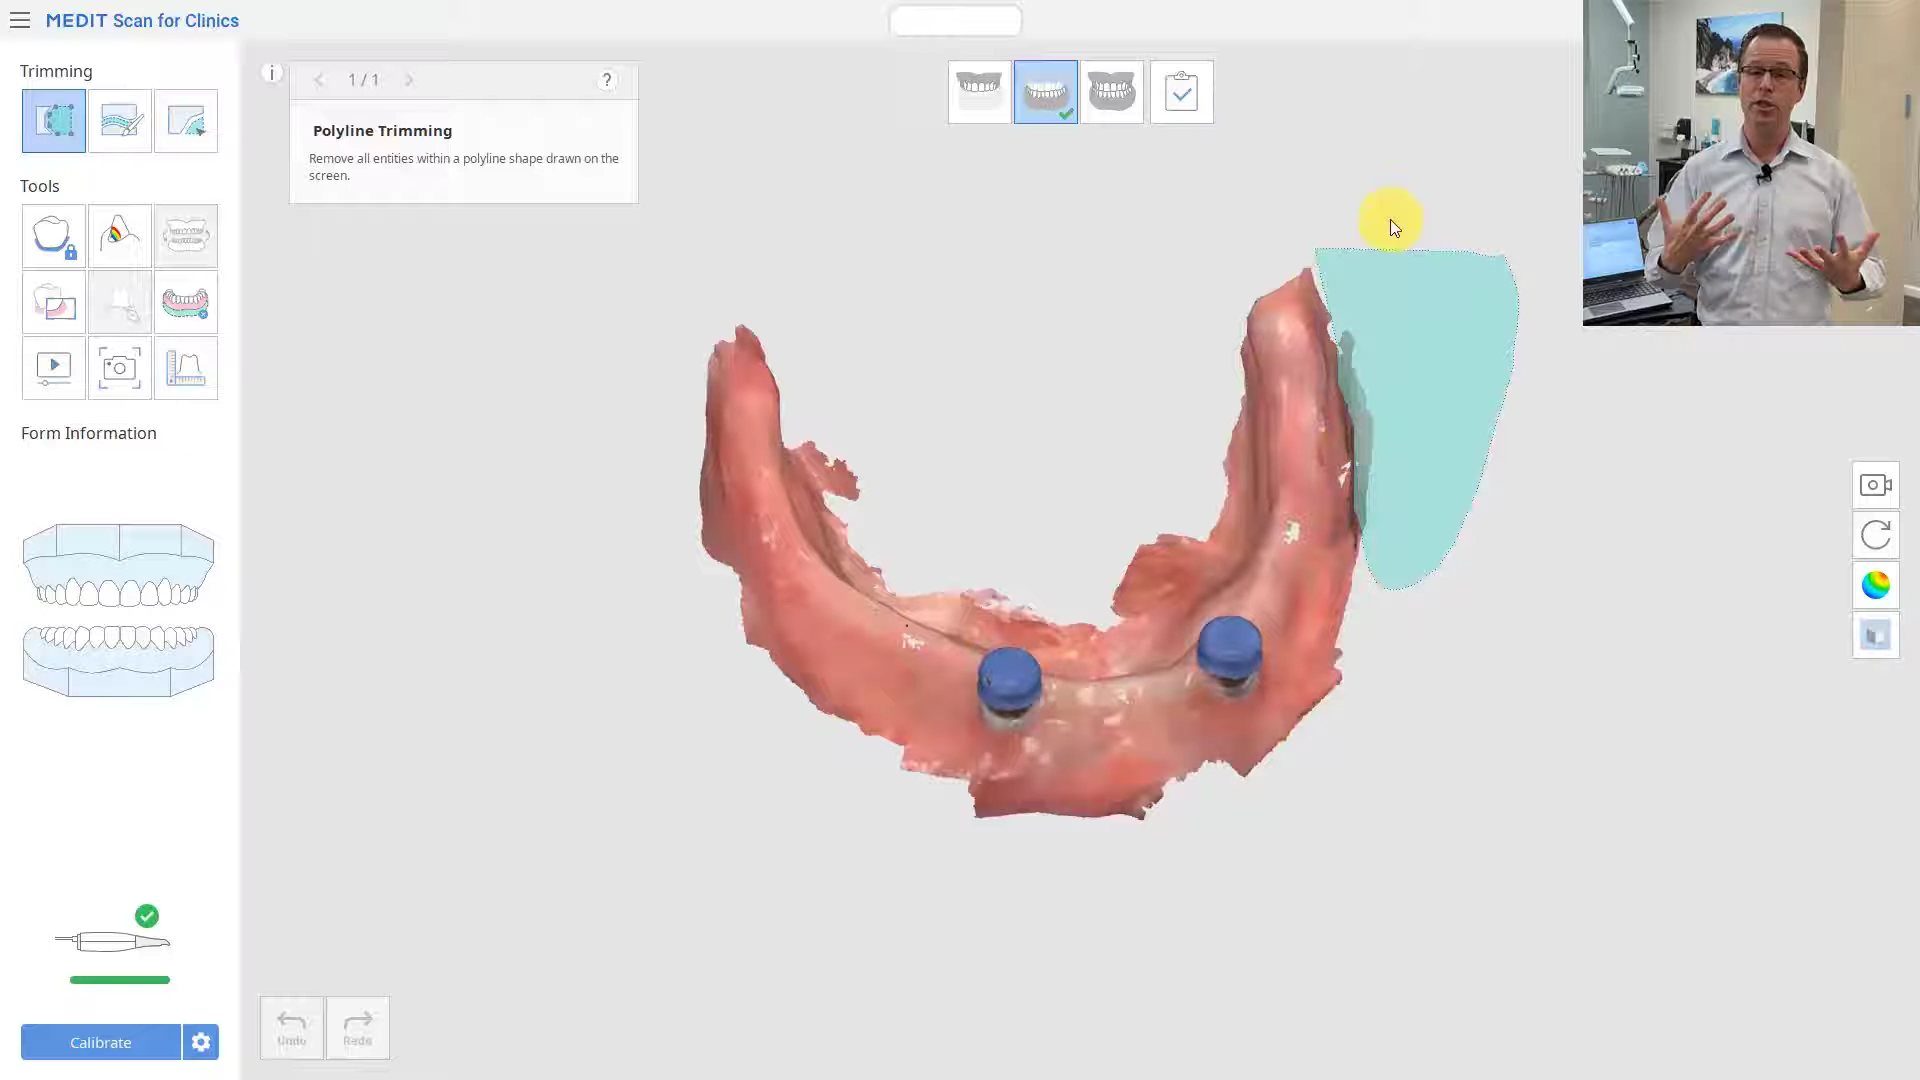 MEDIT Scan for Clinics
Trimming
i
1 / 1
?
Polyline Trimming
Remove all entities within a polyline shape drawn on the
screen.
Tools
Form Information
Undo
Redo
Calibrate